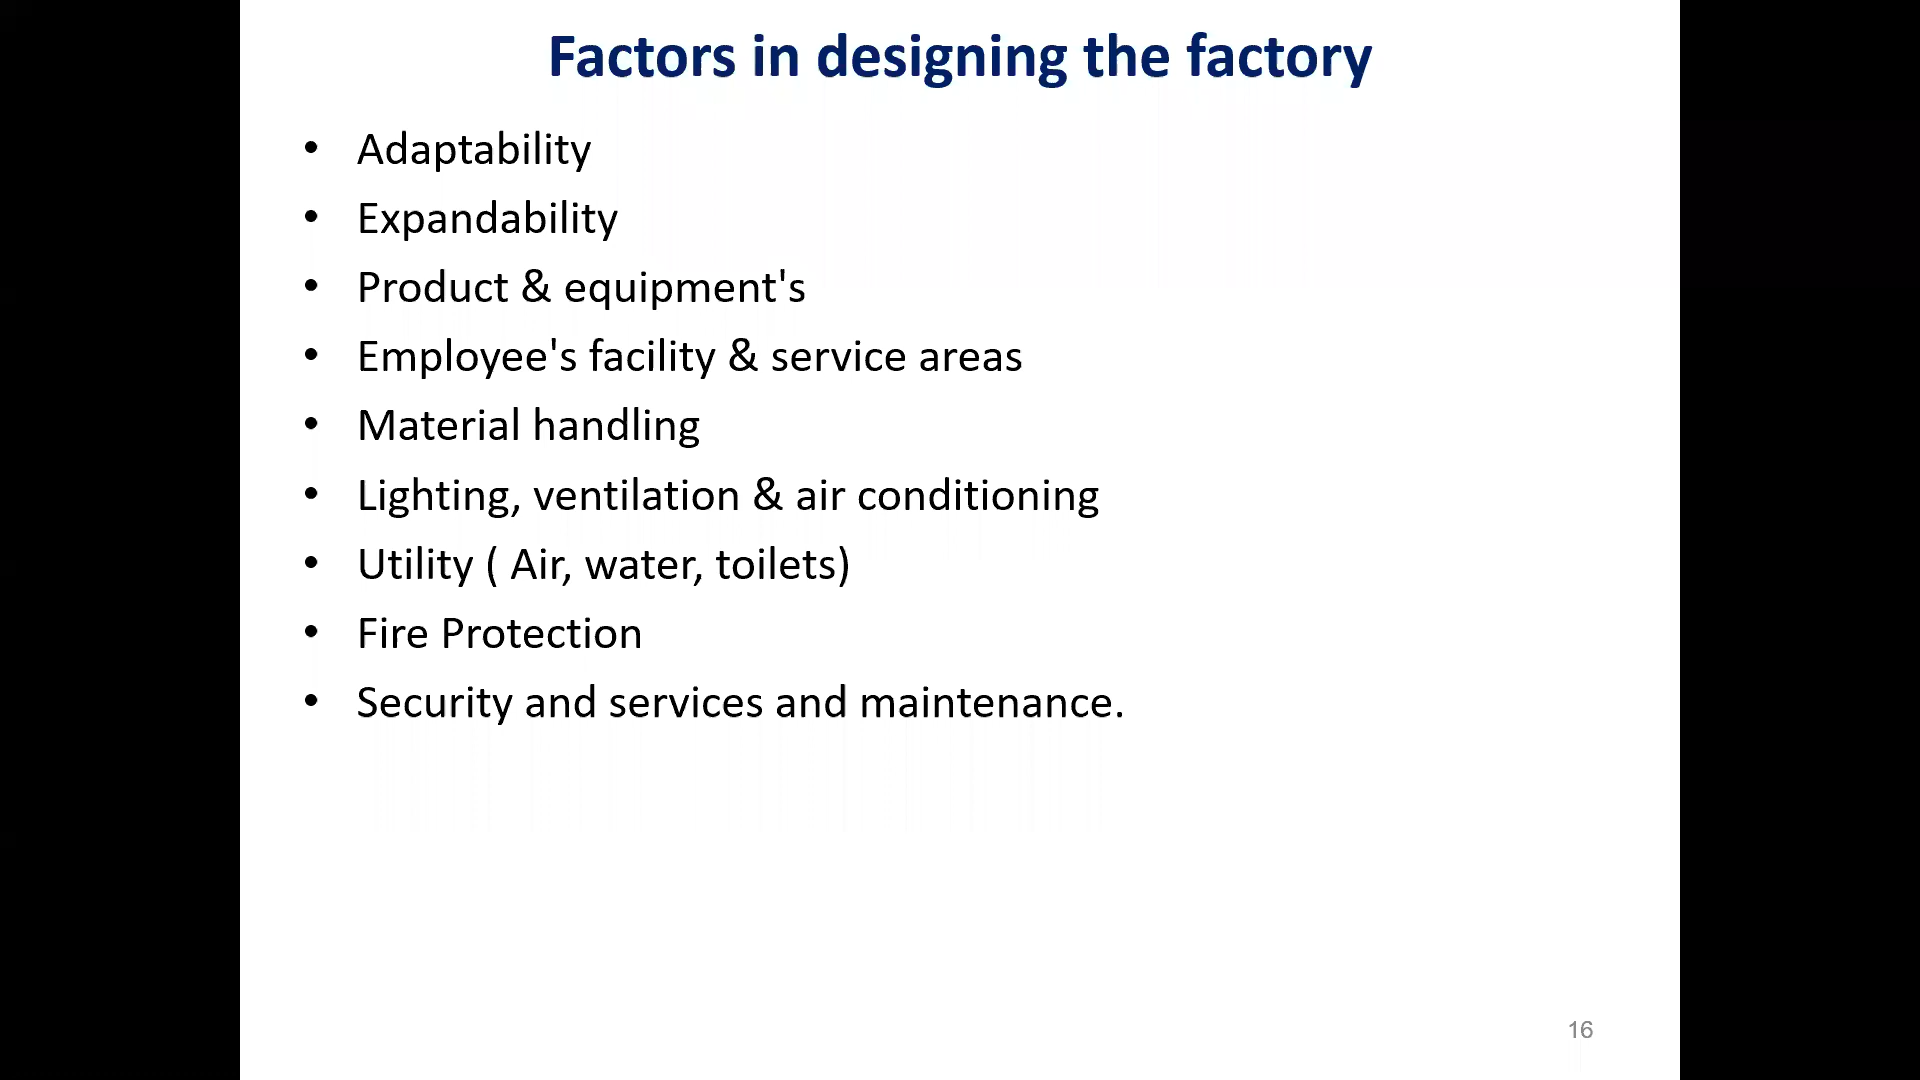 Factors in designing the factory
• Adaptability
• Expandability
• Product & equipment's
• Employee's facility & service areas
• Material handling
• Lighting, ventilation & air conditioning
• Utility ( Air, water, toilets)
• Fire Protection
• Security and services and maintenance.
16